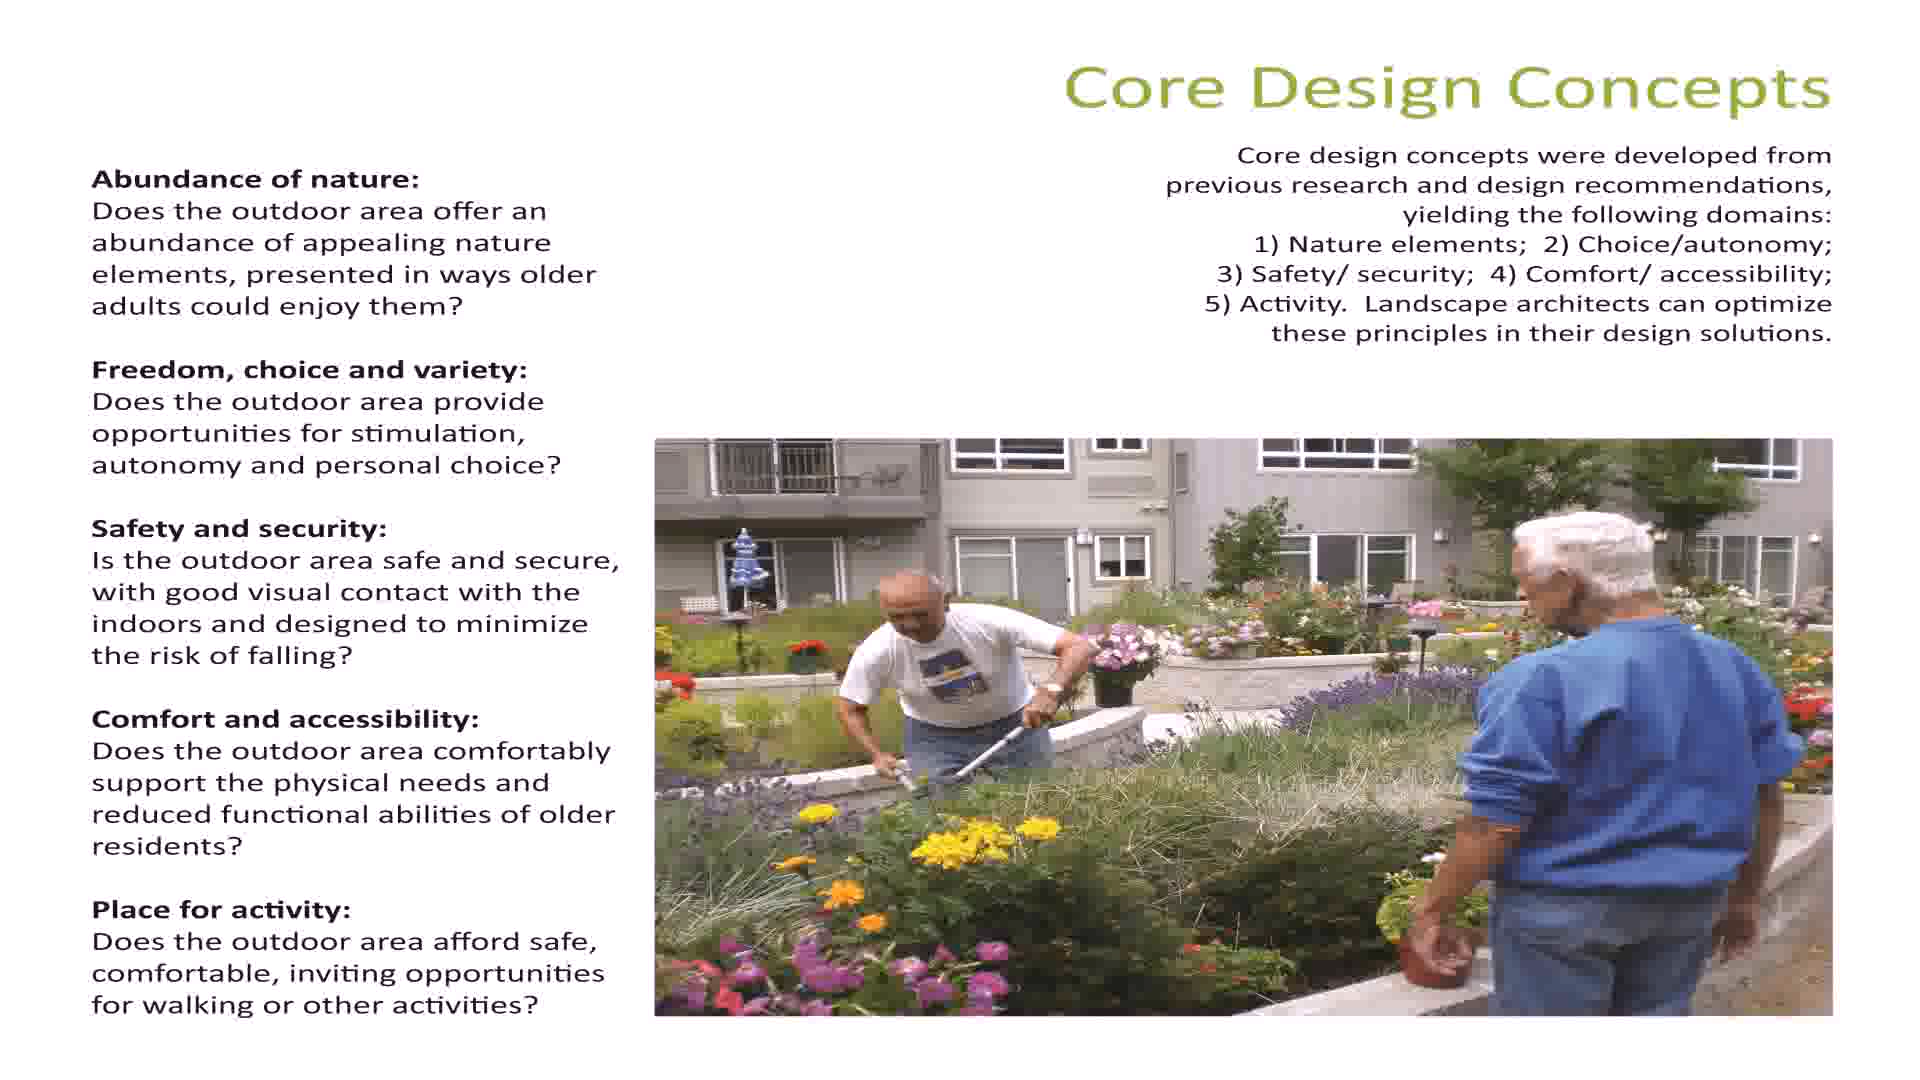 Core Design Concepts
Core design concepts were developed from
previous research and design recommendations,
yielding the following domains:
1) Nature elements;  2) Choice/autonomy;
3) Safety/ security;  4) Comfort/ accessibility;
5) Activity.  Landscape architects can optimize
these principles in their design solutions.
Abundance of nature:
Does the outdoor area offer an
abundance of appealing nature
elements, presented in ways older
adults could enjoy them?
Freedom, choice and variety:
Does the outdoor area provide
opportunities for stimulation,
autonomy and personal choice?
Safety and security:
Is the outdoor area safe and secure,
with good visual contact with the
indoors and designed to minimize
the risk of falling?
Comfort and accessibility:
Does the outdoor area comfortably
support the physical needs and
reduced functional abilities of older
residents?
Place for activity:
Does the outdoor area afford safe,
comfortable, inviting opportunities
for walking or other activities?